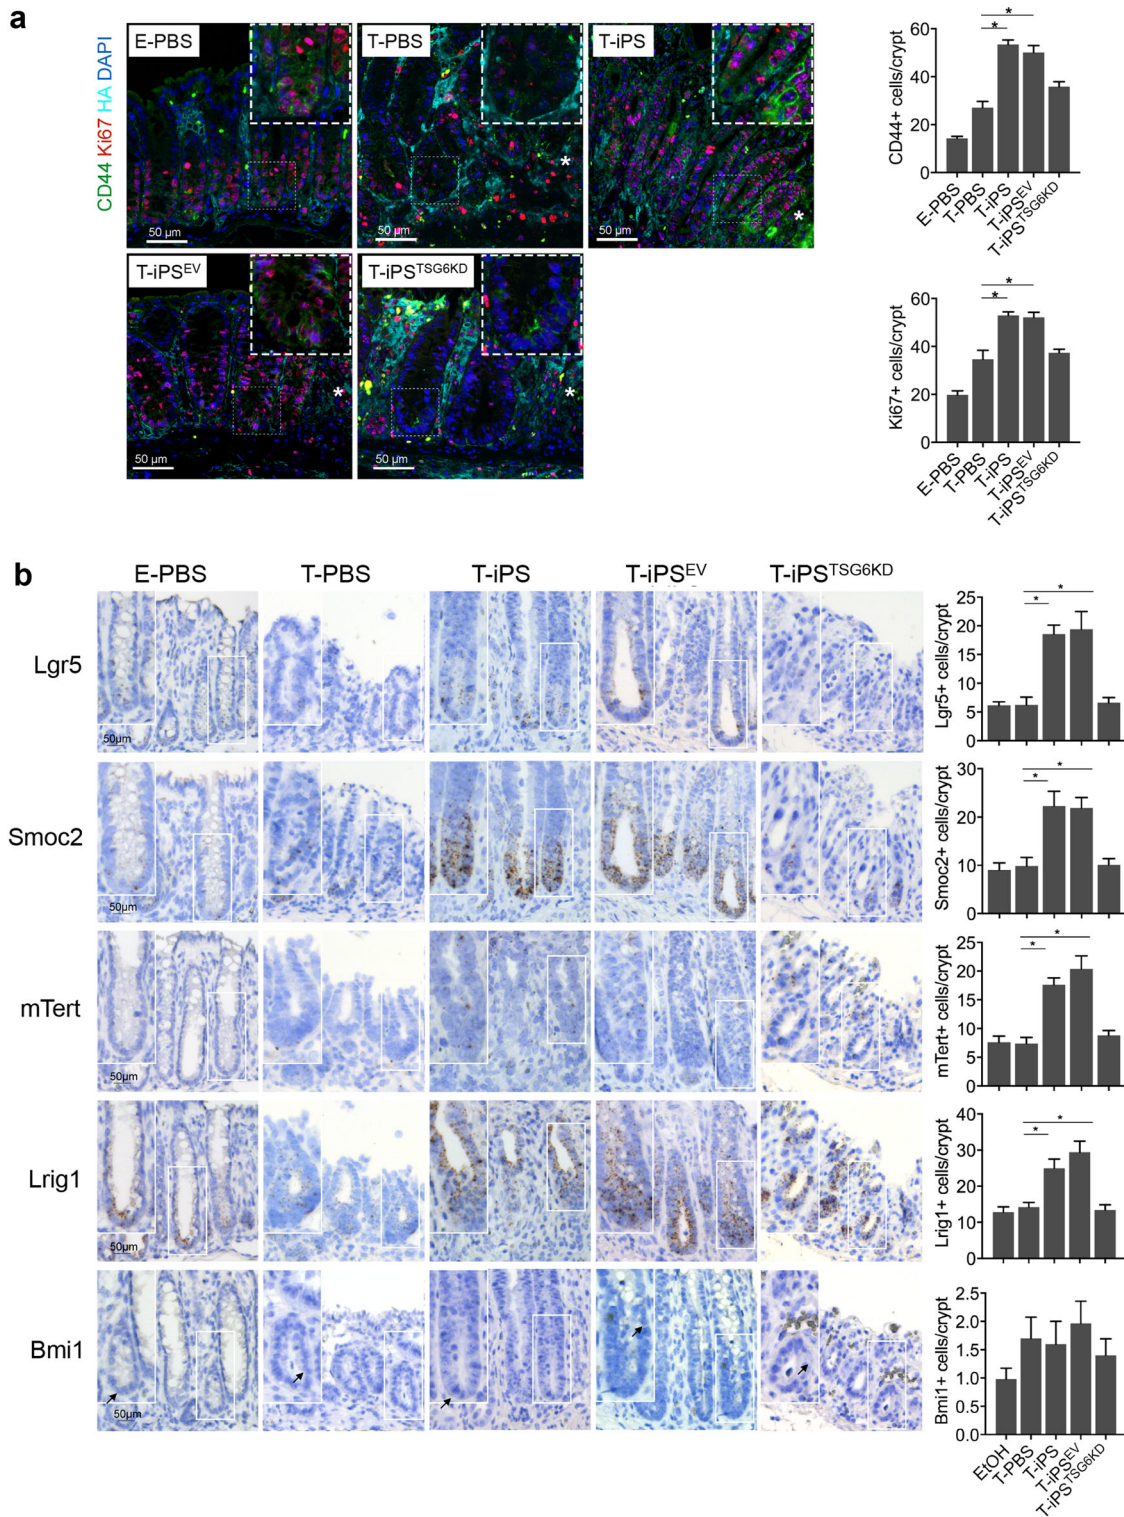 a
CD44 Ki67 HA DAPI
E-PBS
50 µm
T-PBS
*
50 µm
T-iPS
*
50 µm
T-iPSEV
*
50 µm
T-iPSTSG6KD
*
50 µm
CD44+ cells/crypt
60
40
20
0
*
*
E-PBS
T-PBS
T-iPS
T-iPSEV
T-iPSTSG6KD
Ki67+ cells/crypt
60
40
20
0
*
*
E-PBS
T-PBS
T-iPS
T-iPSEV
T-iPSTSG6KD
b
E-PBS T-PBS T-iPS T-iPSEV T-iPSTSG6KD
Lgr5
50µm
Lgr5+ cells/crypt
25
20
15
10
5
0
*
*
Smoc2
50µm
Smoc2+ cells/crypt
30
20
10
0
*
*
mTert
50µm
mTert+ cells/crypt
25
20
15
10
5
0
*
*
Lrig1
50µm
Lrig1+ cells/crypt
40
30
20
10
0
*
*
Bmi1
50µm
Bmi1+ cells/crypt
2.5
2.0
1.5
1.0
0.5
0.0
EtOH
T-PBS
T-iPS
T-iPSEV
T-iPSTSG6KD